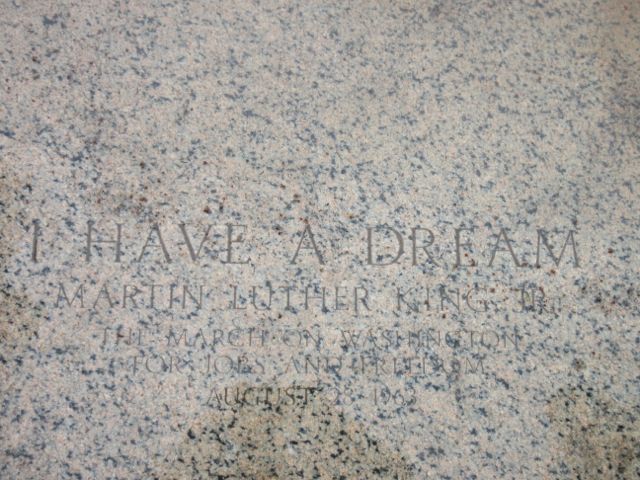 I HAVE A DREAM
MARTIN LUTHER KING JR.
THE MARCH ON WASHINGTON
FOR JOBS AND FREEDOM
AUGUST 28, 1963